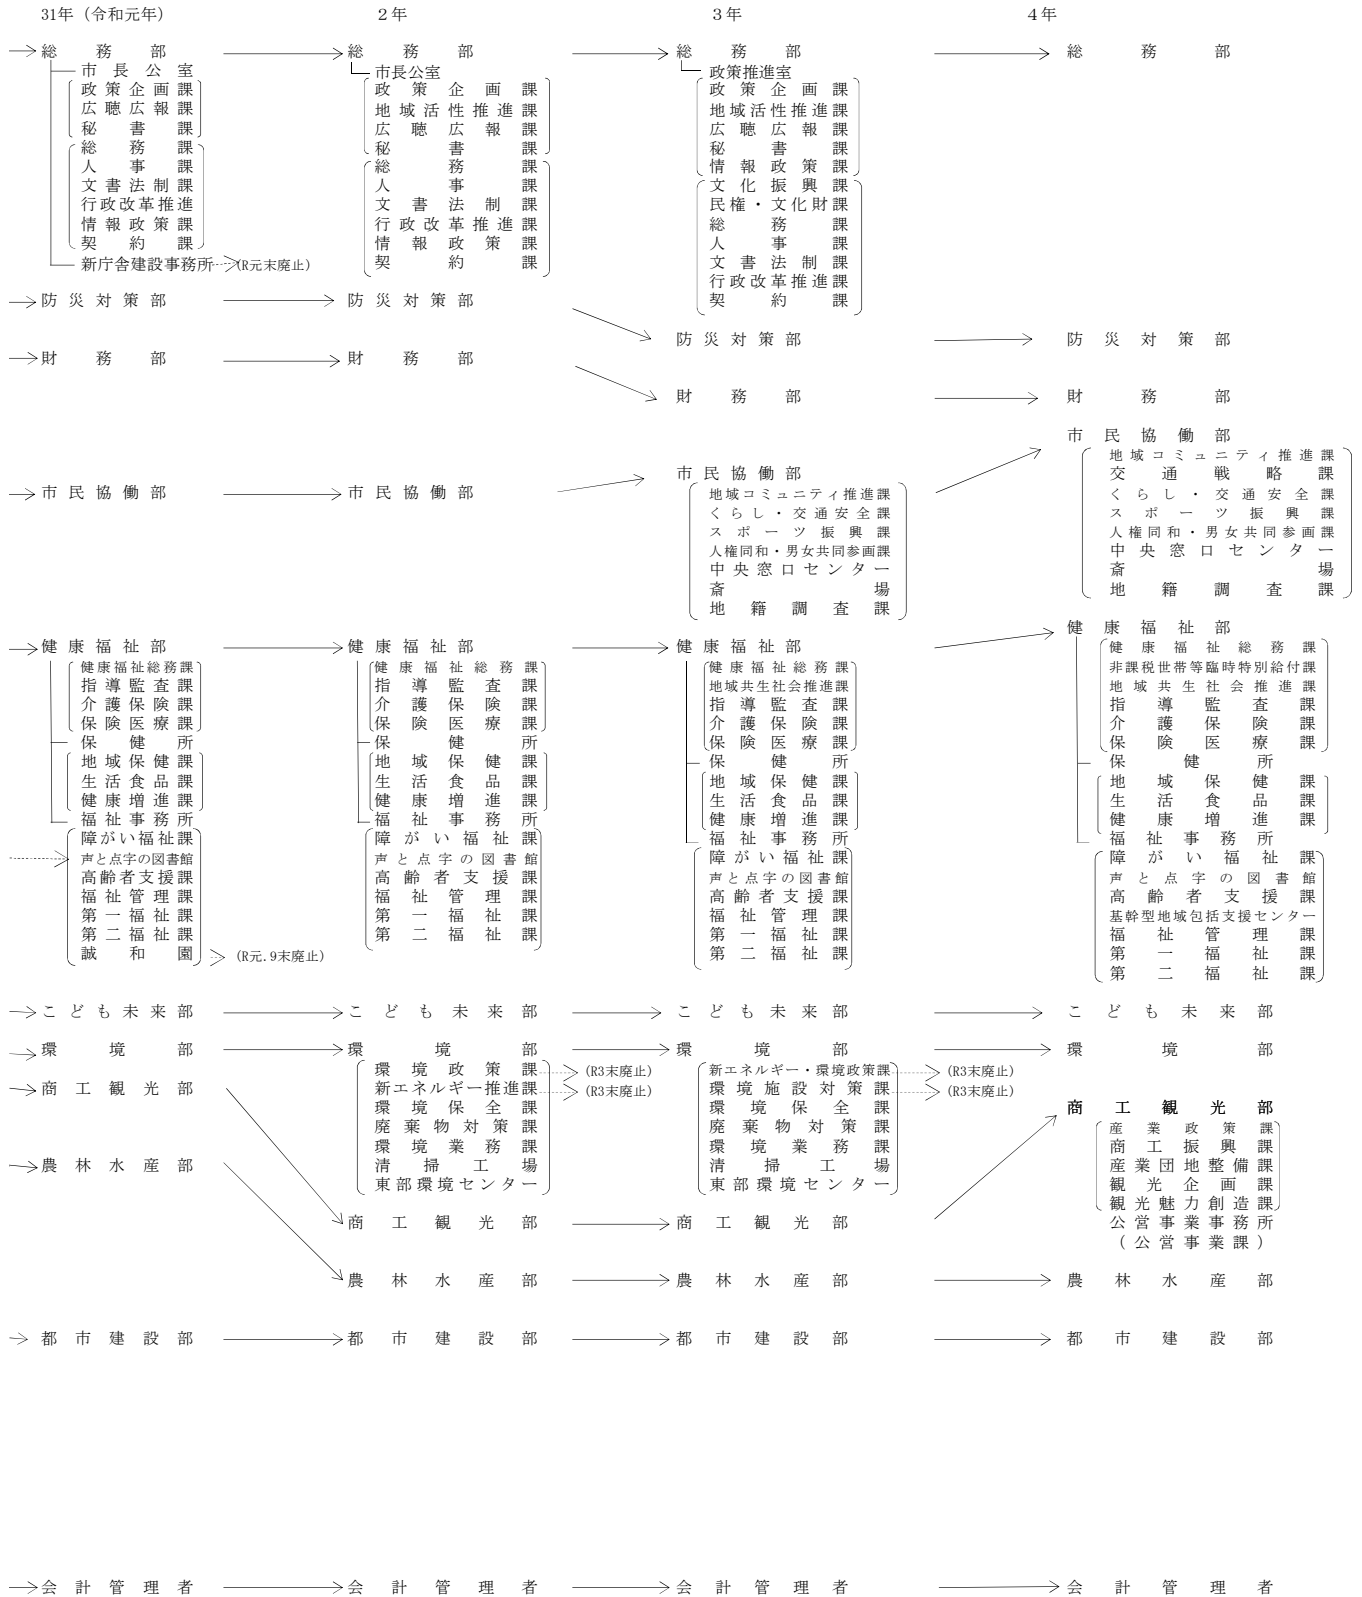 31年（令和元年）
総務部
市長公室
政策企画課
広聴広報課
秘書課
総務課
人事課
文書法制課
行政改革推進
情報政策課
契約課
新庁舎建設事務所
(R元末廃止)
防災対策部
財務部
市民協働部
健康福祉部
健康福祉総務課
指導監査課
介護保険課
保険医療課
保健所
地域保健課
生活食品課
健康増進課
福祉事務所
障がい福祉課
声と点字の図書館
高齢者支援課
福祉管理課
第一福祉課
第二福祉課
誠和園
(R元.9末廃止)
こども未来部
環境部
商工観光部
農林水産部
都市建設部
会計管理者
２年
総務部
市長公室
政策企画課
地域活性推進課
広聴広報課
秘書課
総務課
人事課
文書法制課
行政改革推進課
情報政策課
契約課
防災対策部
財務部
市民協働部
健康福祉部
健康福祉総務課
指導監査課
介護保険課
保険医療課
保健所
地域保健課
生活食品課
健康増進課
福祉事務所
障がい福祉課
声と点字の図書館
高齢者支援課
福祉管理課
第一福祉課
第二福祉課
こども未来部
環境部
環境政策課
(R3末廃止)
新エネルギー推進課
(R3末廃止)
環境保全課
廃棄物対策課
環境業務課
清掃工場
東部環境センター
商工観光部
農林水産部
都市建設部
会計管理者
３年
総務部
政策推進室
政策企画課
地域活性推進課
広聴広報課
秘書課
情報政策課
文化振興課
民権・文化財課
総務課
人事課
文書法制課
行政改革推進課
契約課
防災対策部
財務部
市民協働部
地域コミュニティ推進課
くらし・交通安全課
スポーツ振興課
人権同和・男女共同参画課
中央窓口センター
斎場
地籍調査課
健康福祉部
健康福祉総務課
地域共生社会推進課
指導監査課
介護保険課
保険医療課
保健所
地域保健課
生活食品課
健康増進課
福祉事務所
障がい福祉課
声と点字の図書館
高齢者支援課
福祉管理課
第一福祉課
第二福祉課
こども未来部
環境部
新エネルギー・環境政策課
(R3末廃止)
環境施設対策課
(R3末廃止)
環境保全課
廃棄物対策課
環境業務課
清掃工場
東部環境センター
商工観光部
農林水産部
都市建設部
会計管理者
４年
総務部
防災対策部
財務部
市民協働部
地域コミュニティ推進課
交通戦略課
くらし・交通安全課
スポーツ振興課
人権同和・男女共同参画課
中央窓口センター
斎場
地籍調査課
健康福祉部
健康福祉総務課
非課税世帯等臨時特別給付課
地域共生社会推進課
指導監査課
介護保険課
保険医療課
保健所
地域保健課
生活食品課
健康増進課
福祉事務所
障がい福祉課
声と点字の図書館
高齢者支援課
基幹型地域包括支援センター
福祉管理課
第一福祉課
第二福祉課
こども未来部
環境部
商工観光部
産業政策課
商工振興課
産業団地整備課
観光企画課
観光魅力創造課
公営事業事務所
（公営事業課）
農林水産部
都市建設部
会計管理者